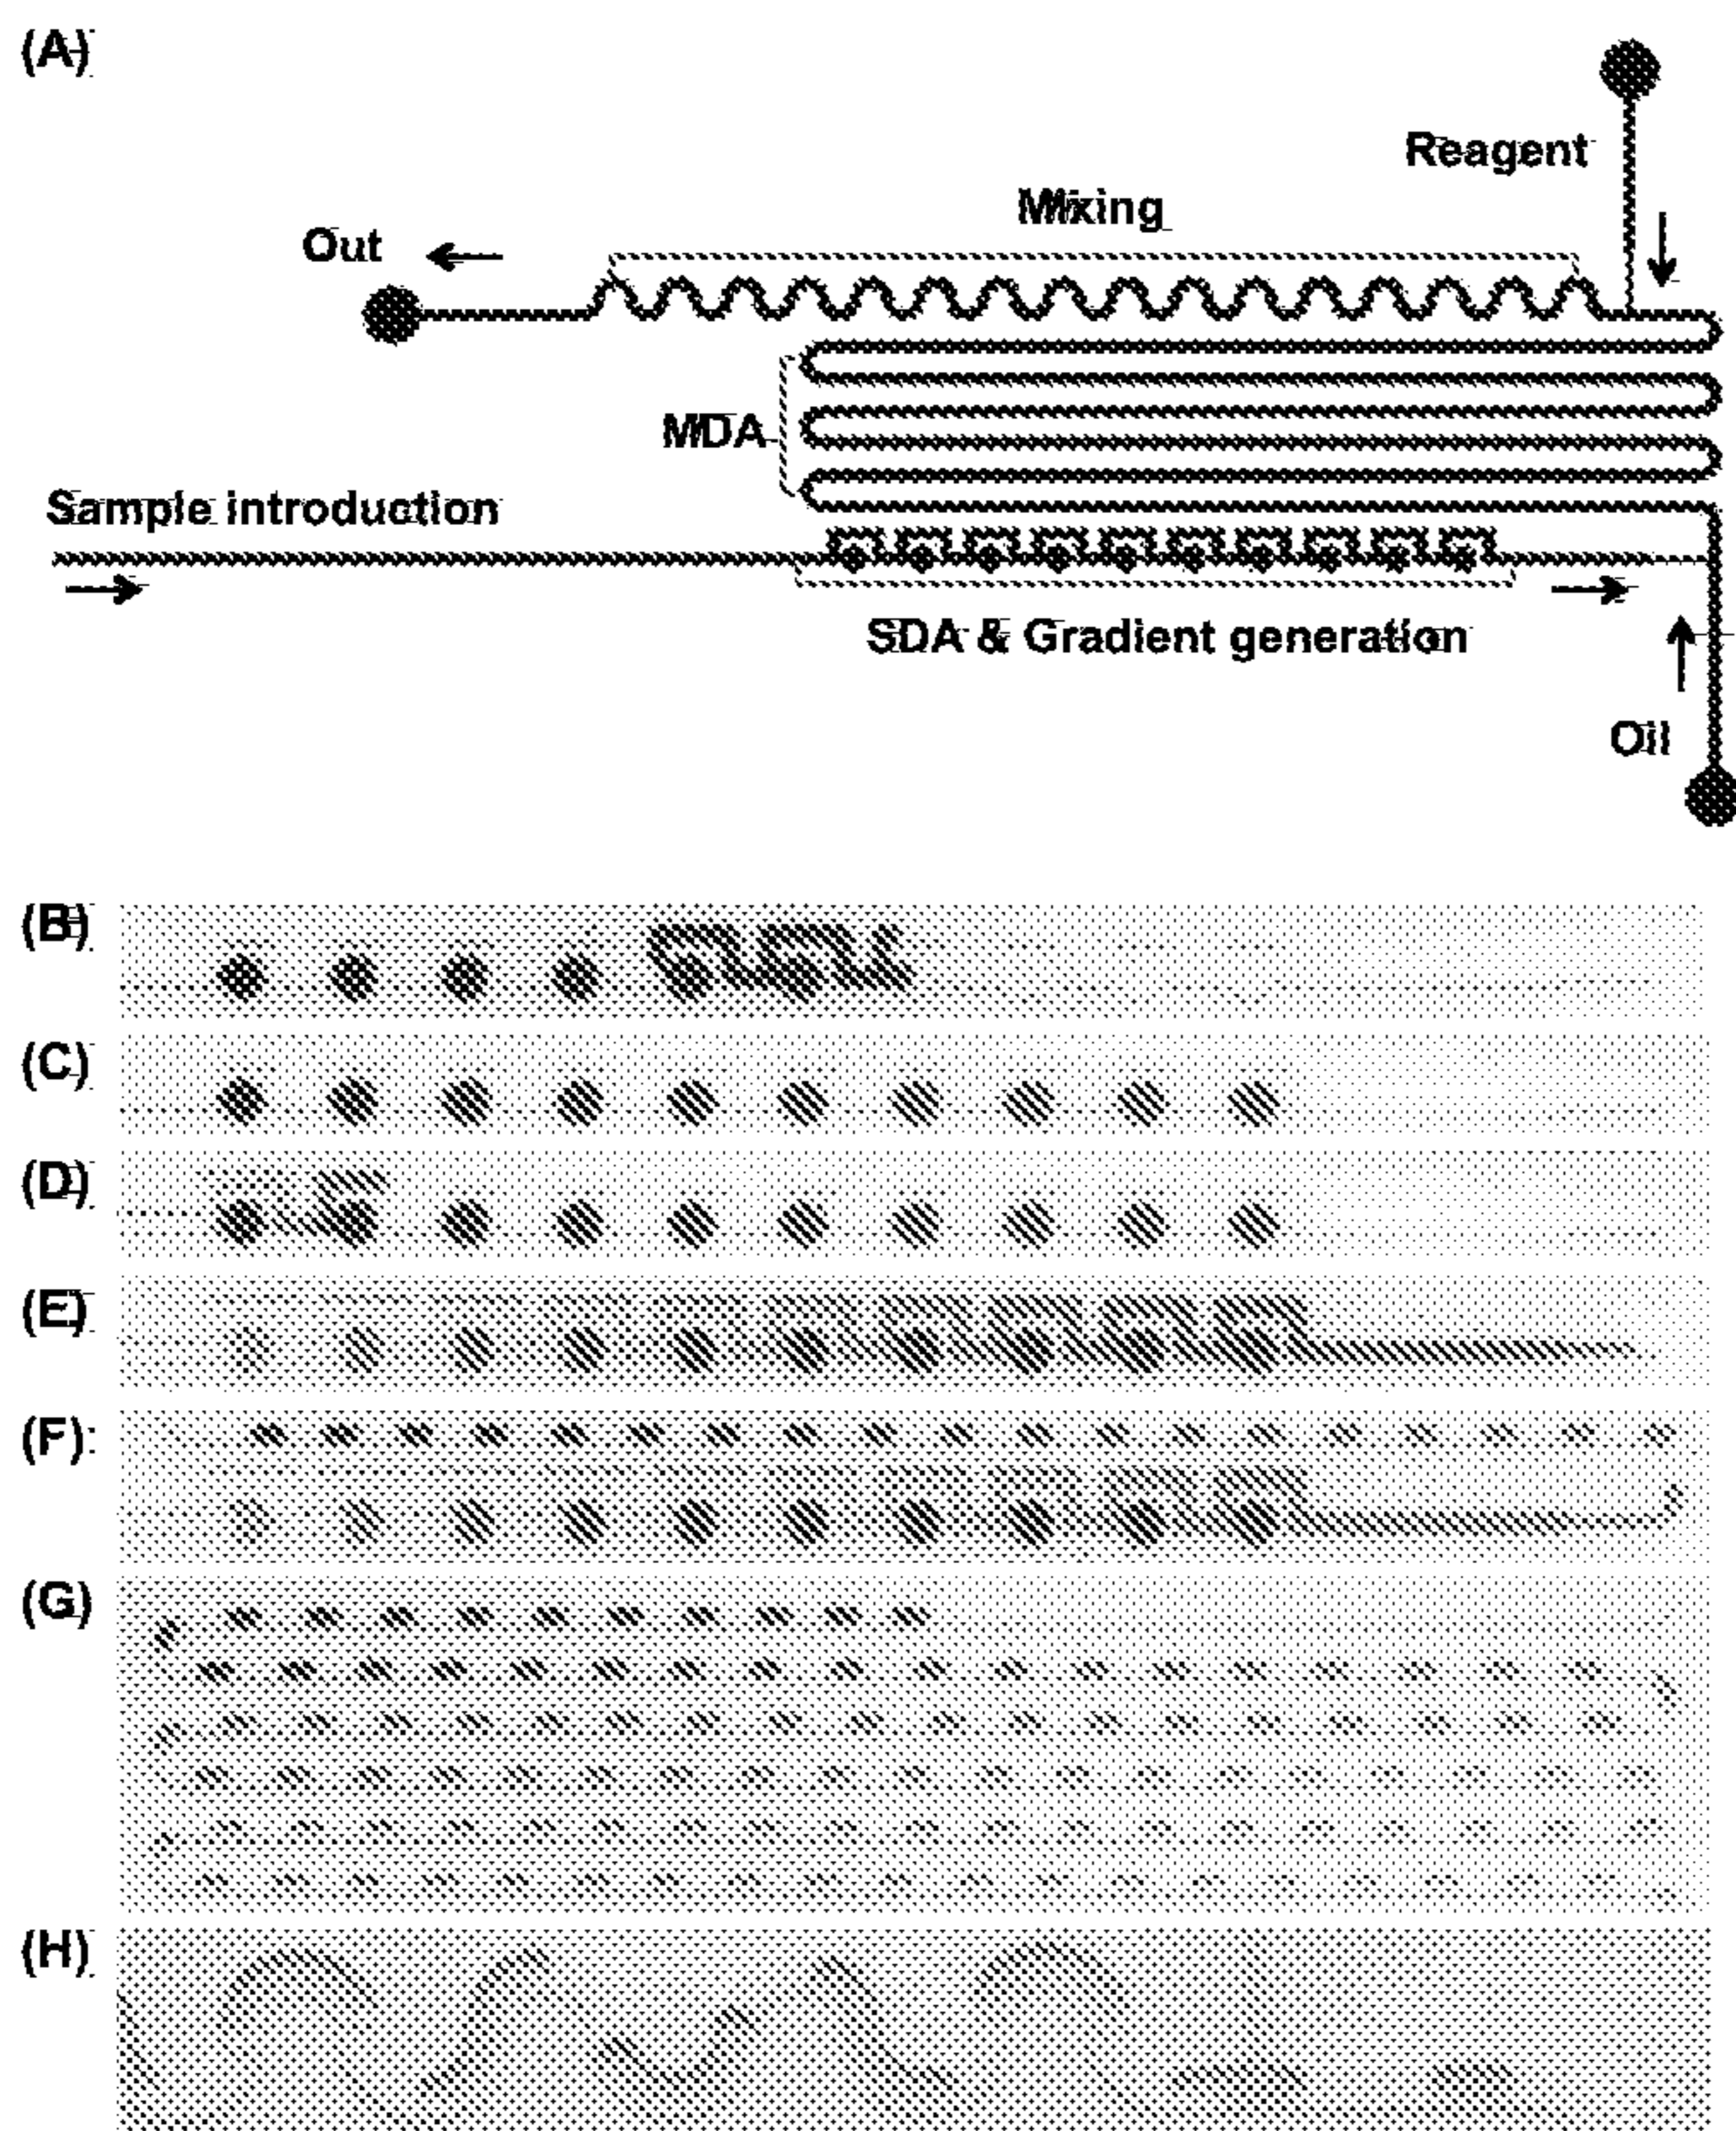 (A)
Reagent
Mixing
Out
MDA
Sample introduction
SDA & Gradient generation
Oil
(B)
(C)
(D)
(E)
(F)
(G)
(H)